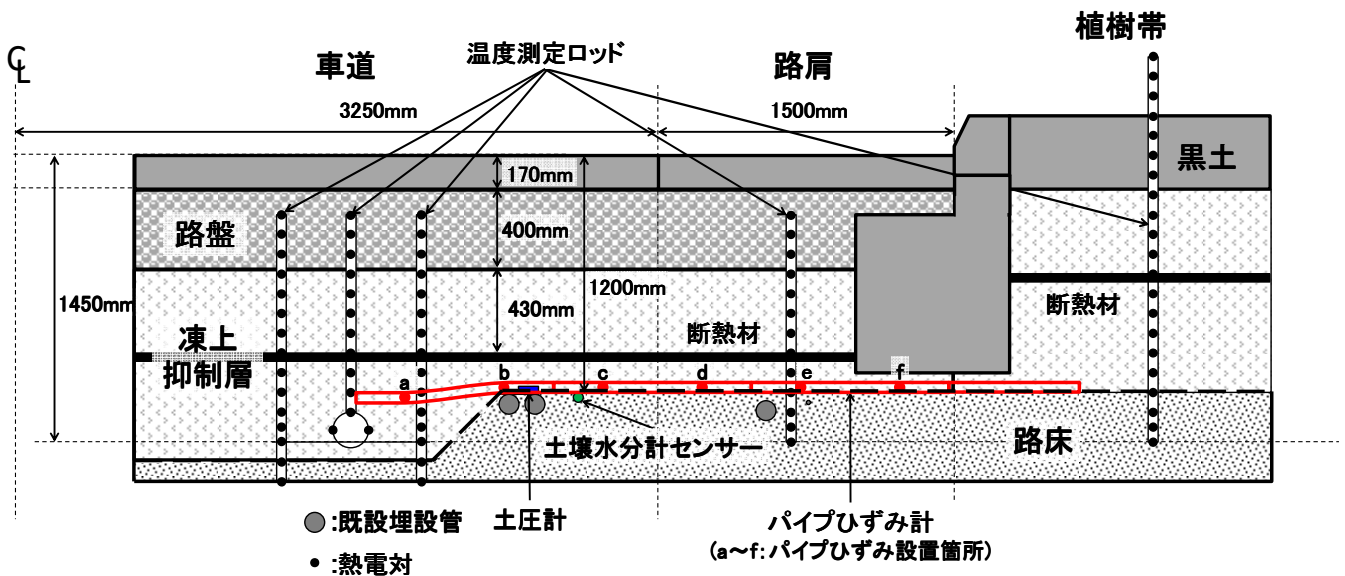 植樹帯
℄
車道
温度測定ロッド
路肩
3250mm
1500mm
黒土
170mm
路盤
400mm
1450mm
1200mm
430mm
断熱材
断熱材
凍上
抑制層
a
b
c
d
e
f
土壌水分計センサー
路床
:既設埋設管
土圧計
パイプひずみ計
(a～f:パイプひずみ設置箇所)
:熱電対